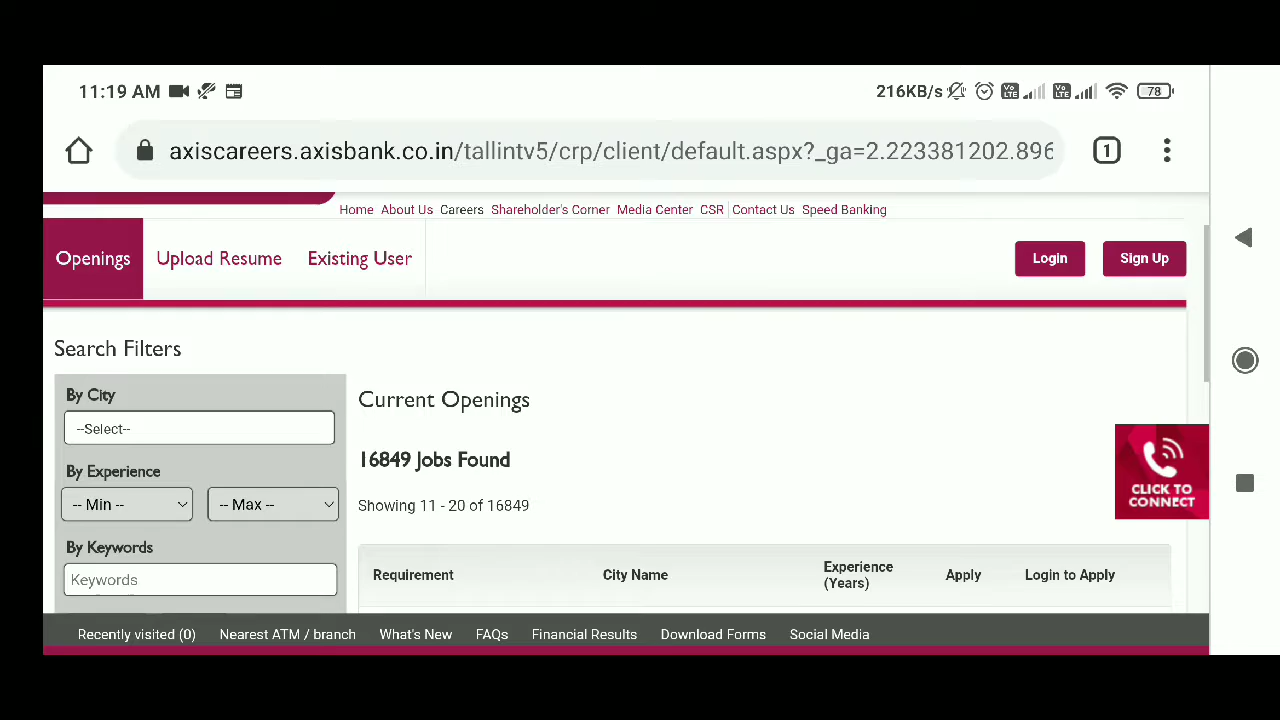 11:19 AM 216KB/s Vo LTE Vo LTE 78
axiscareers.axisbank.co.in/tallintv5/crp/client/default.aspx?_ga=2.223381202.896 1
Home About Us Careers Shareholder's Corner Media Center CSR Contact Us Speed Banking
Openings Upload Resume Existing User Login Sign Up
Search Filters
By City
--Select--
By Experience
-- Min -- -- Max --
By Keywords
Keywords
Current Openings
16849 Jobs Found
Showing 11 - 20 of 16849
Requirement City Name Experience (Years) Apply Login to Apply
CLICK TO
CONNECT
Recently visited (0) Nearest ATM / branch What's New FAQs Financial Results Download Forms Social Media